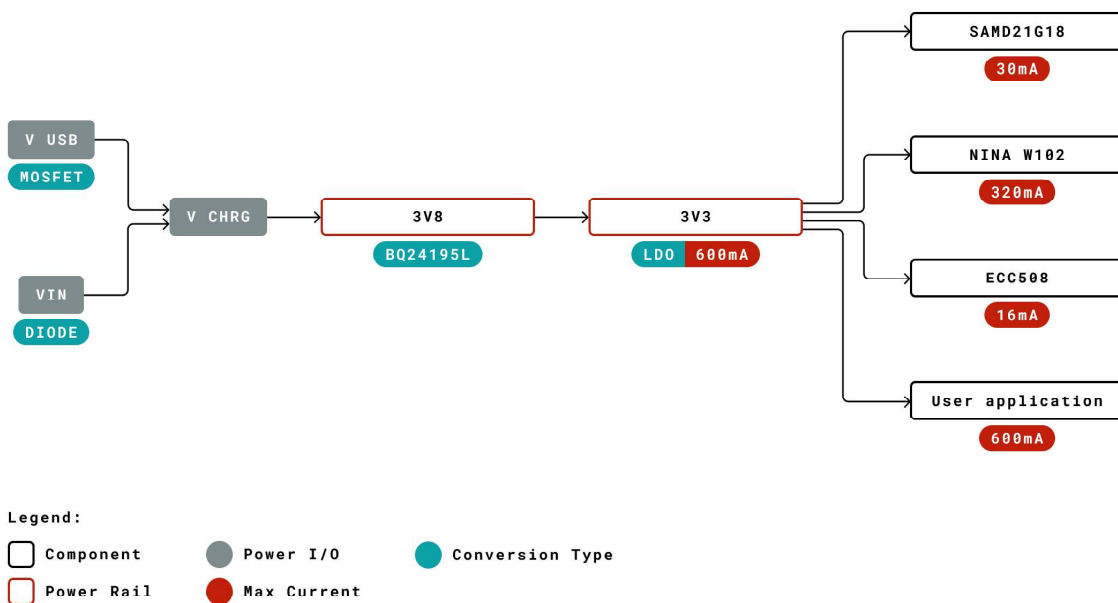 SAMD21G18
30mA
V USB
MOSFET
NINA W102
320mA
V CHRG
3V8
3V3
BQ24195L
LDO 600mA
VIN
DIODE
ECC508
16mA
User application
600mA
Legend:
Component
Power I/O
Conversion Type
Power Rail
Max Current